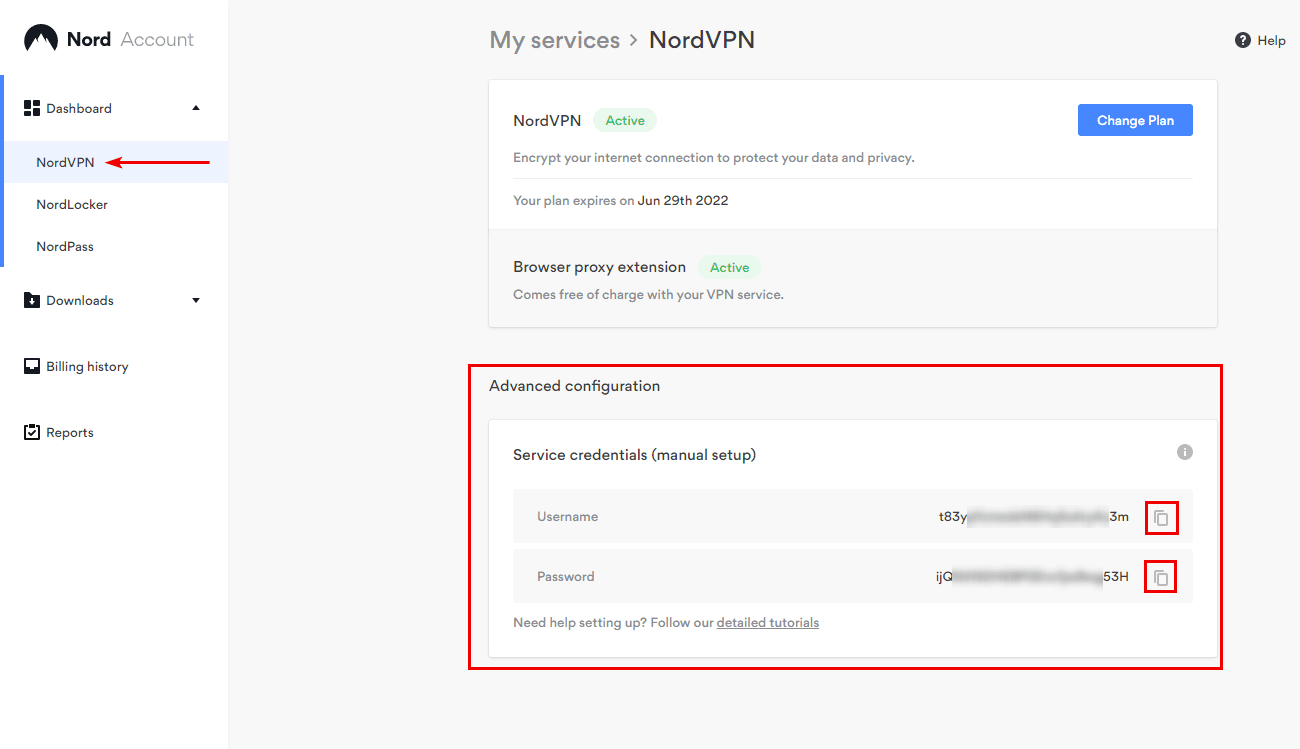 Nord Account
Dashboard
NordVPN
NordLocker
NordPass
Downloads
Billing history
Reports
My services > NordVPN
Help
NordVPN Active
Change Plan
Encrypt your internet connection to protect your data and privacy.
Your plan expires on Jun 29th 2022
Browser proxy extension Active
Comes free of charge with your VPN service.
Advanced configuration
Service credentials (manual setup)
Username t83y 3m
Password ijQ 53H
Need help setting up? Follow our detailed tutorials